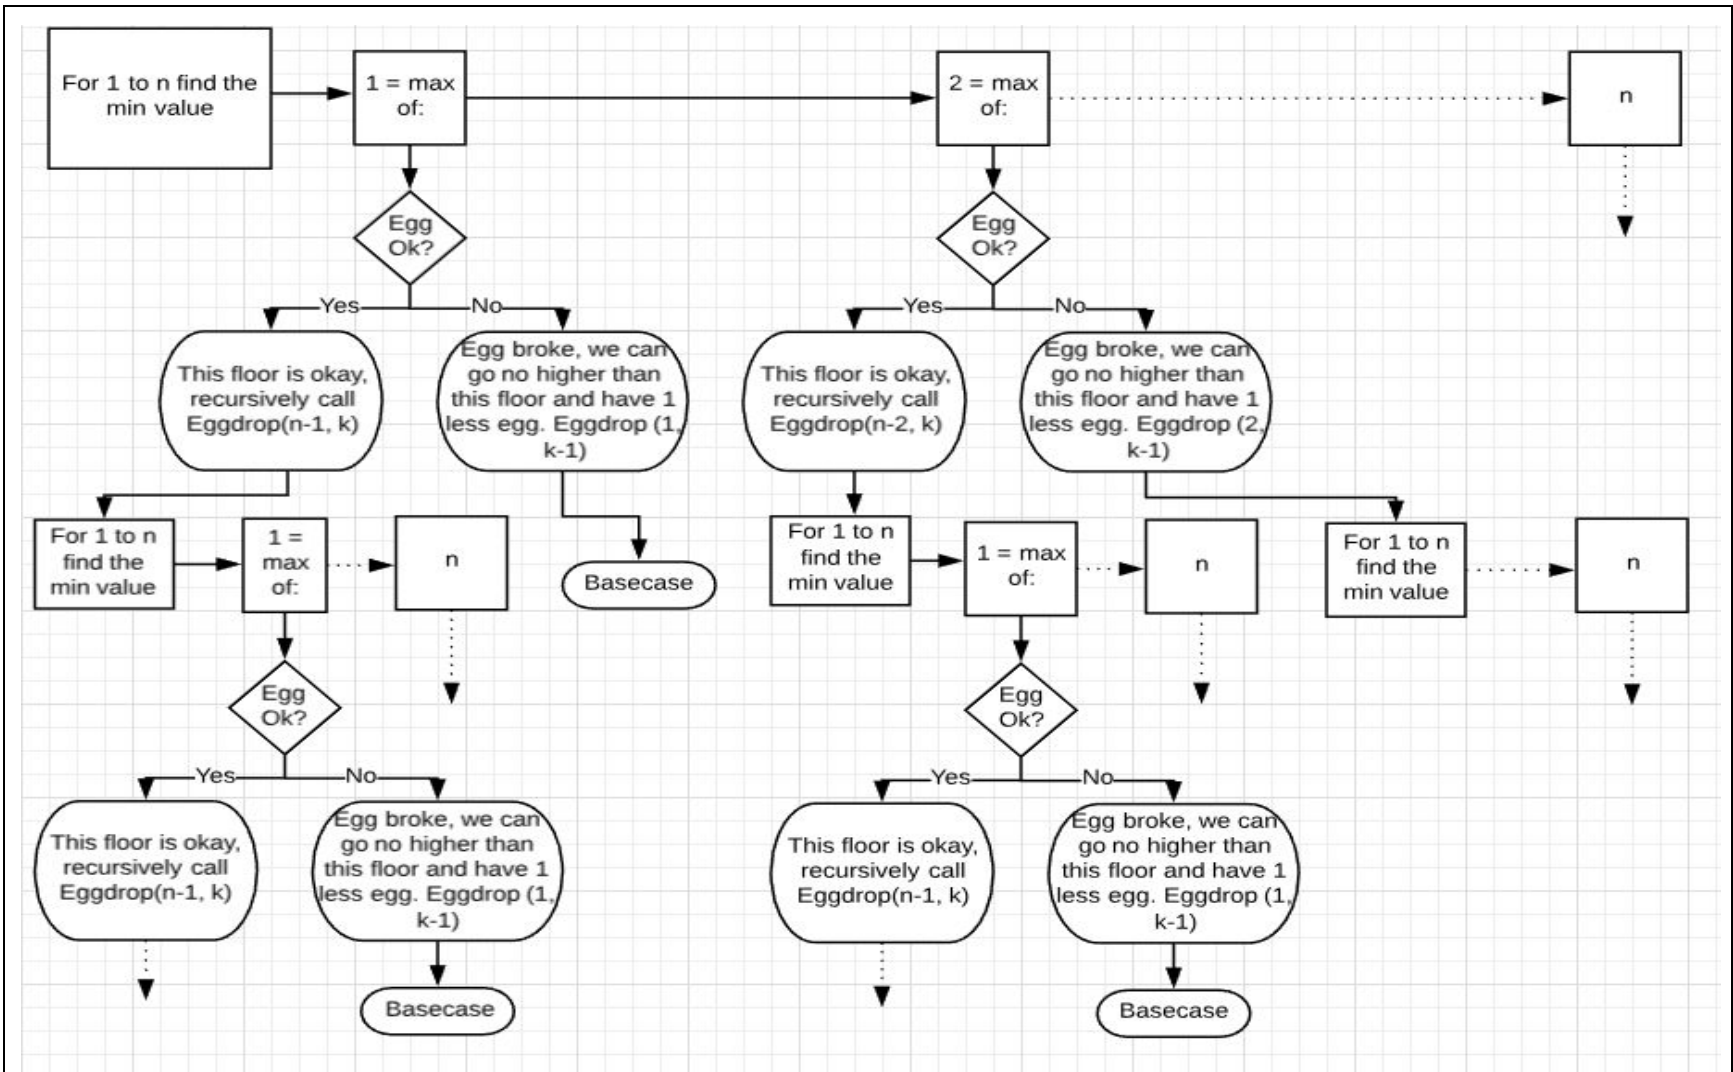 For 1 to n find the
min value
1 = max
of:
2 = max
of:
n
Egg
Ok?
Egg
Ok?
Yes
No
Yes
No
This floor is okay,
recursively call
Eggdrop(n-1, k)
Egg broke, we can
go no higher than
this floor and have 1
less egg. Eggdrop (1,
k-1)
This floor is okay,
recursively call
Eggdrop(n-2, k)
Egg broke, we can
go no higher than
this floor and have 1
less egg. Eggdrop (2,
k-1)
For 1 to n
find the
min value
1 =
max
of:
n
Basecase
For 1 to n
find the
min value
1 = max
of:
n
For 1 to n
find the
min value
n
Egg
Ok?
Egg
Ok?
Yes
No
Yes
No
This floor is okay,
recursively call
Eggdrop(n-1, k)
Egg broke, we can
go no higher than
this floor and have 1
less egg. Eggdrop (1,
k-1)
This floor is okay,
recursively call
Eggdrop(n-1, k)
Egg broke, we can
go no higher than
this floor and have 1
less egg. Eggdrop (1,
k-1)
Basecase
Basecase